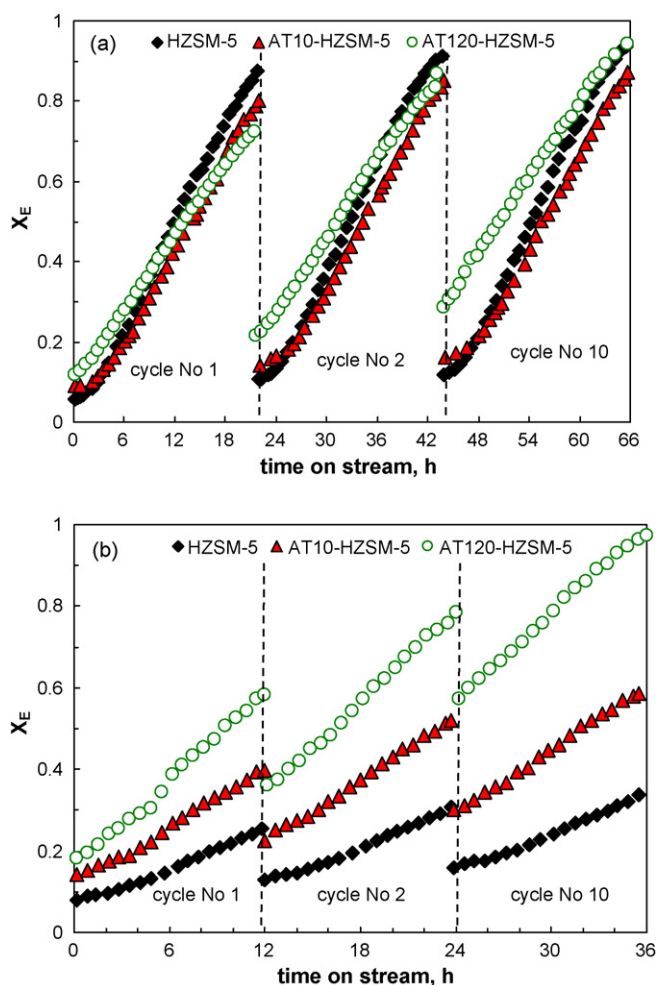 (a)
HZSM-5 AT10-HZSM-5 AT120-HZSM-5
1
0.8
0.6
0.4
0.2
0
X_E
cycle No 1 cycle No 2 cycle No 10
0 6 12 18 24 30 36 42 48 54 60 66
time on stream, h
(b)
HZSM-5 AT10-HZSM-5 AT120-HZSM-5
1
0.8
0.6
0.4
0.2
0
X_E
cycle No 1 cycle No 2 cycle No 10
0 6 12 18 24 30 36
time on stream, h